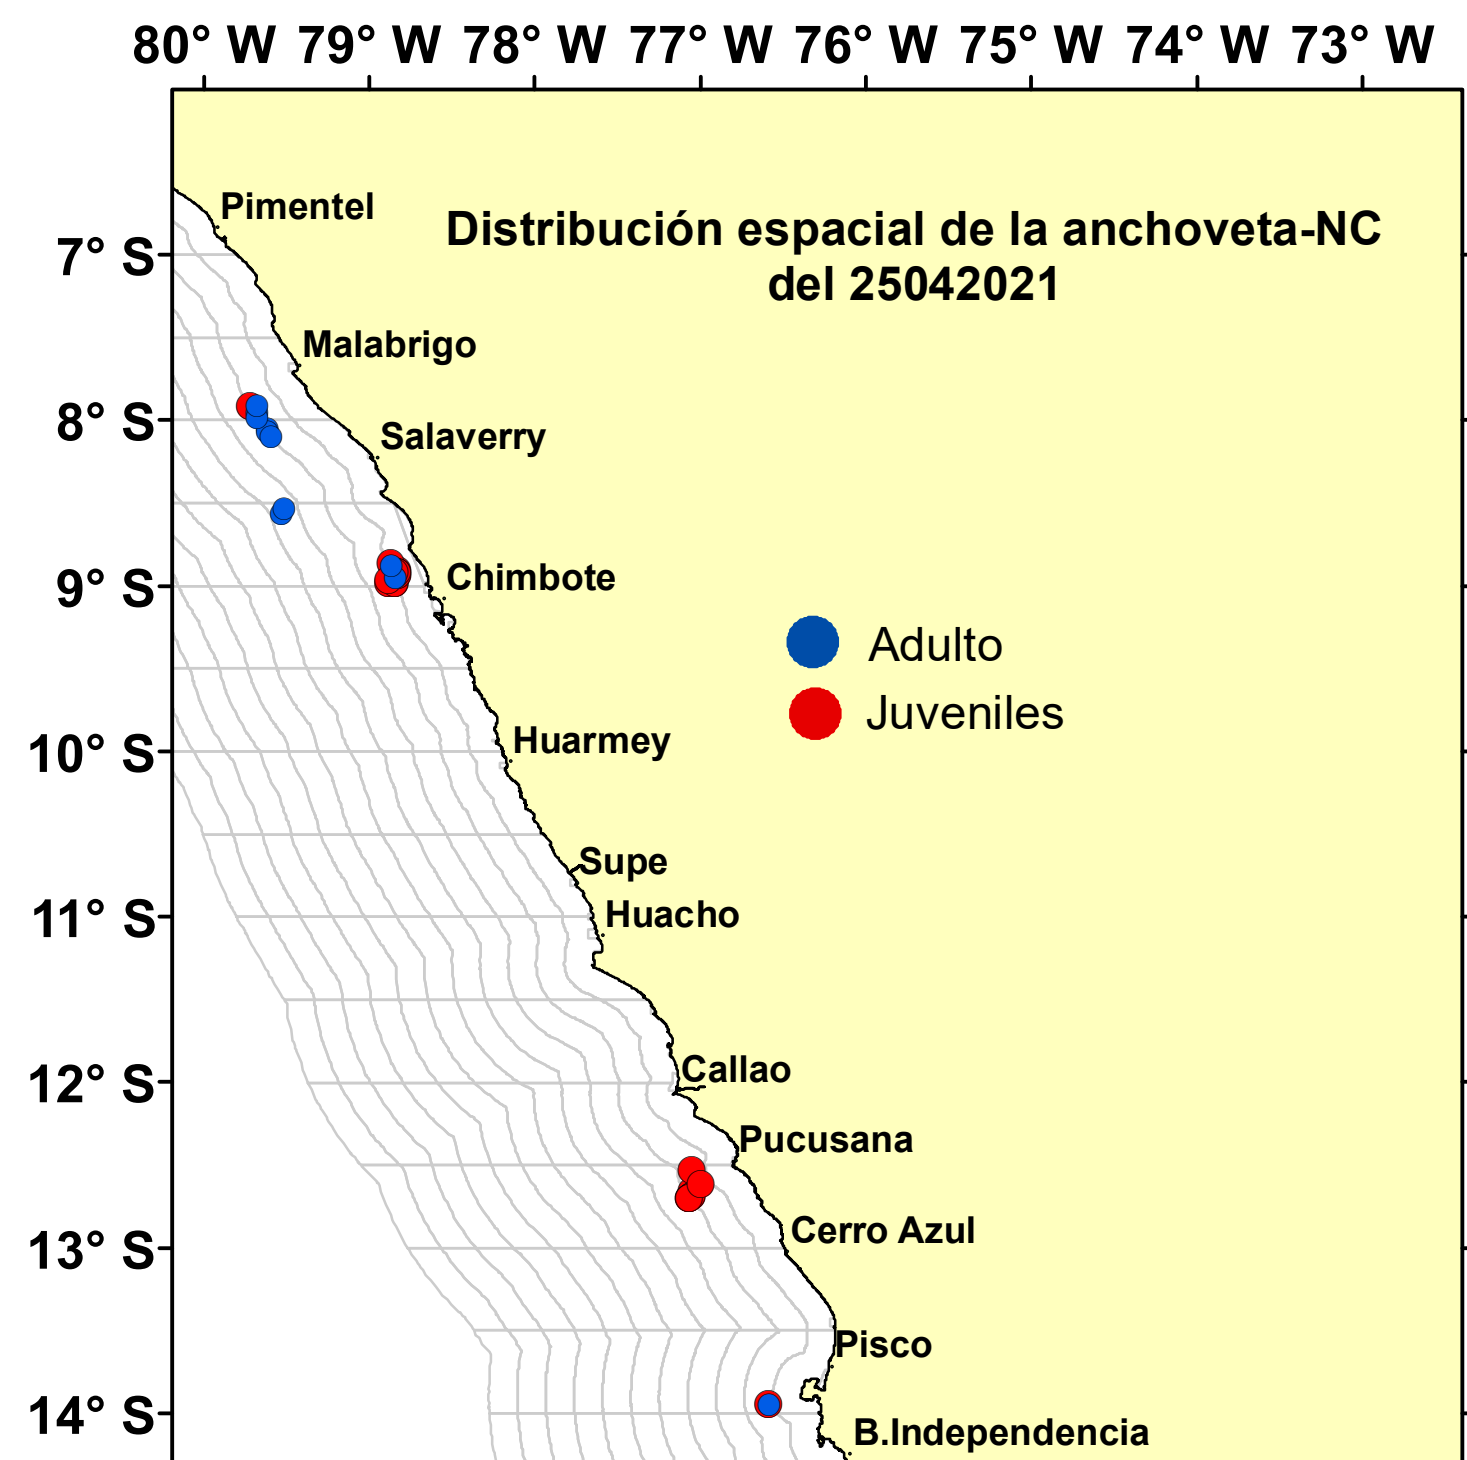 80° W 79° W 78° W 77° W 76° W 75° W 74° W 73° W
Pimentel
Distribución espacial de la anchoveta-NC
del 25042021
7° S
Malabrigo
8° S
Salaverry
9° S
Chimbote
Adulto
Juveniles
10° S
Huarmey
Supe
11° S
Huacho
12° S
Callao
Pucusana
13° S
Cerro Azul
Pisco
14° S
B.Independencia